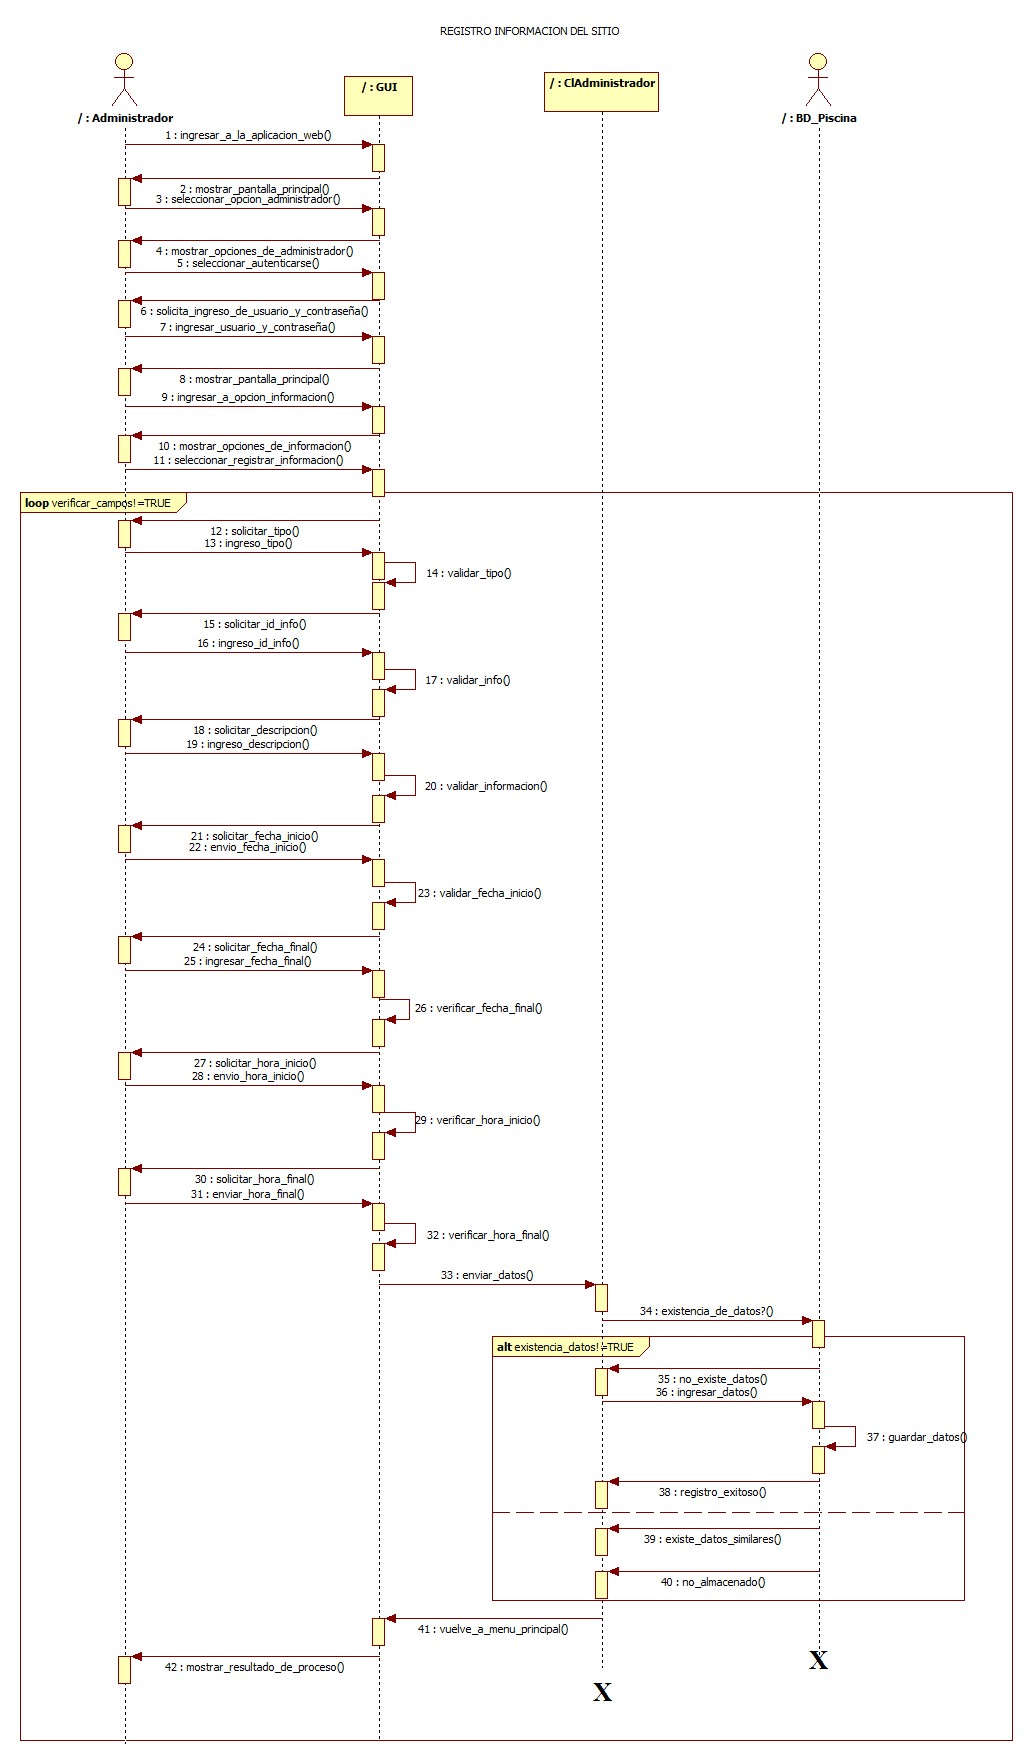 REGISTRO INFORMACION DEL SITIO
/ : Administrador
/ : GUI
/ : ClAdministrador
/ : BD_Piscina
1 : ingresar_a_la_aplicacion_web()
2 : mostrar_pantalla_principal()
3 : seleccionar_opcion_administrador()
4 : mostrar_opciones_de_administrador()
5 : seleccionar_autenticarse()
6 : solicita_ingreso_de_usuario_y_contraseña()
7 : ingresar_usuario_y_contraseña()
8 : mostrar_pantalla_principal()
9 : ingresar_a_opcion_informacion()
10 : mostrar_opciones_de_informacion()
11 : seleccionar_registrar_informacion()
loop verificar_campos!=TRUE
12 : solicitar_tipo()
13 : ingreso_tipo()
14 : validar_tipo()
15 : solicitar_id_info()
16 : ingreso_id_info()
17 : validar_info()
18 : solicitar_descripcion()
19 : ingreso_descripcion()
20 : validar_informacion()
21 : solicitar_fecha_inicio()
22 : envio_fecha_inicio()
23 : validar_fecha_inicio()
24 : solicitar_fecha_final()
25 : ingresar_fecha_final()
26 : verificar_fecha_final()
27 : solicitar_hora_inicio()
28 : envio_hora_inicio()
29 : verificar_hora_inicio()
30 : solicitar_hora_final()
31 : enviar_hora_final()
32 : verificar_hora_final()
33 : enviar_datos()
34 : existencia_de_datos?()
alt existencia_datos!=TRUE
35 : no_existe_datos()
36 : ingresar_datos()
37 : guardar_datos()
38 : registro_exitoso()
39 : existe_datos_similares()
40 : no_almacenado()
41 : vuelve_a_menu_principal()
42 : mostrar_resultado_de_proceso()
X
X